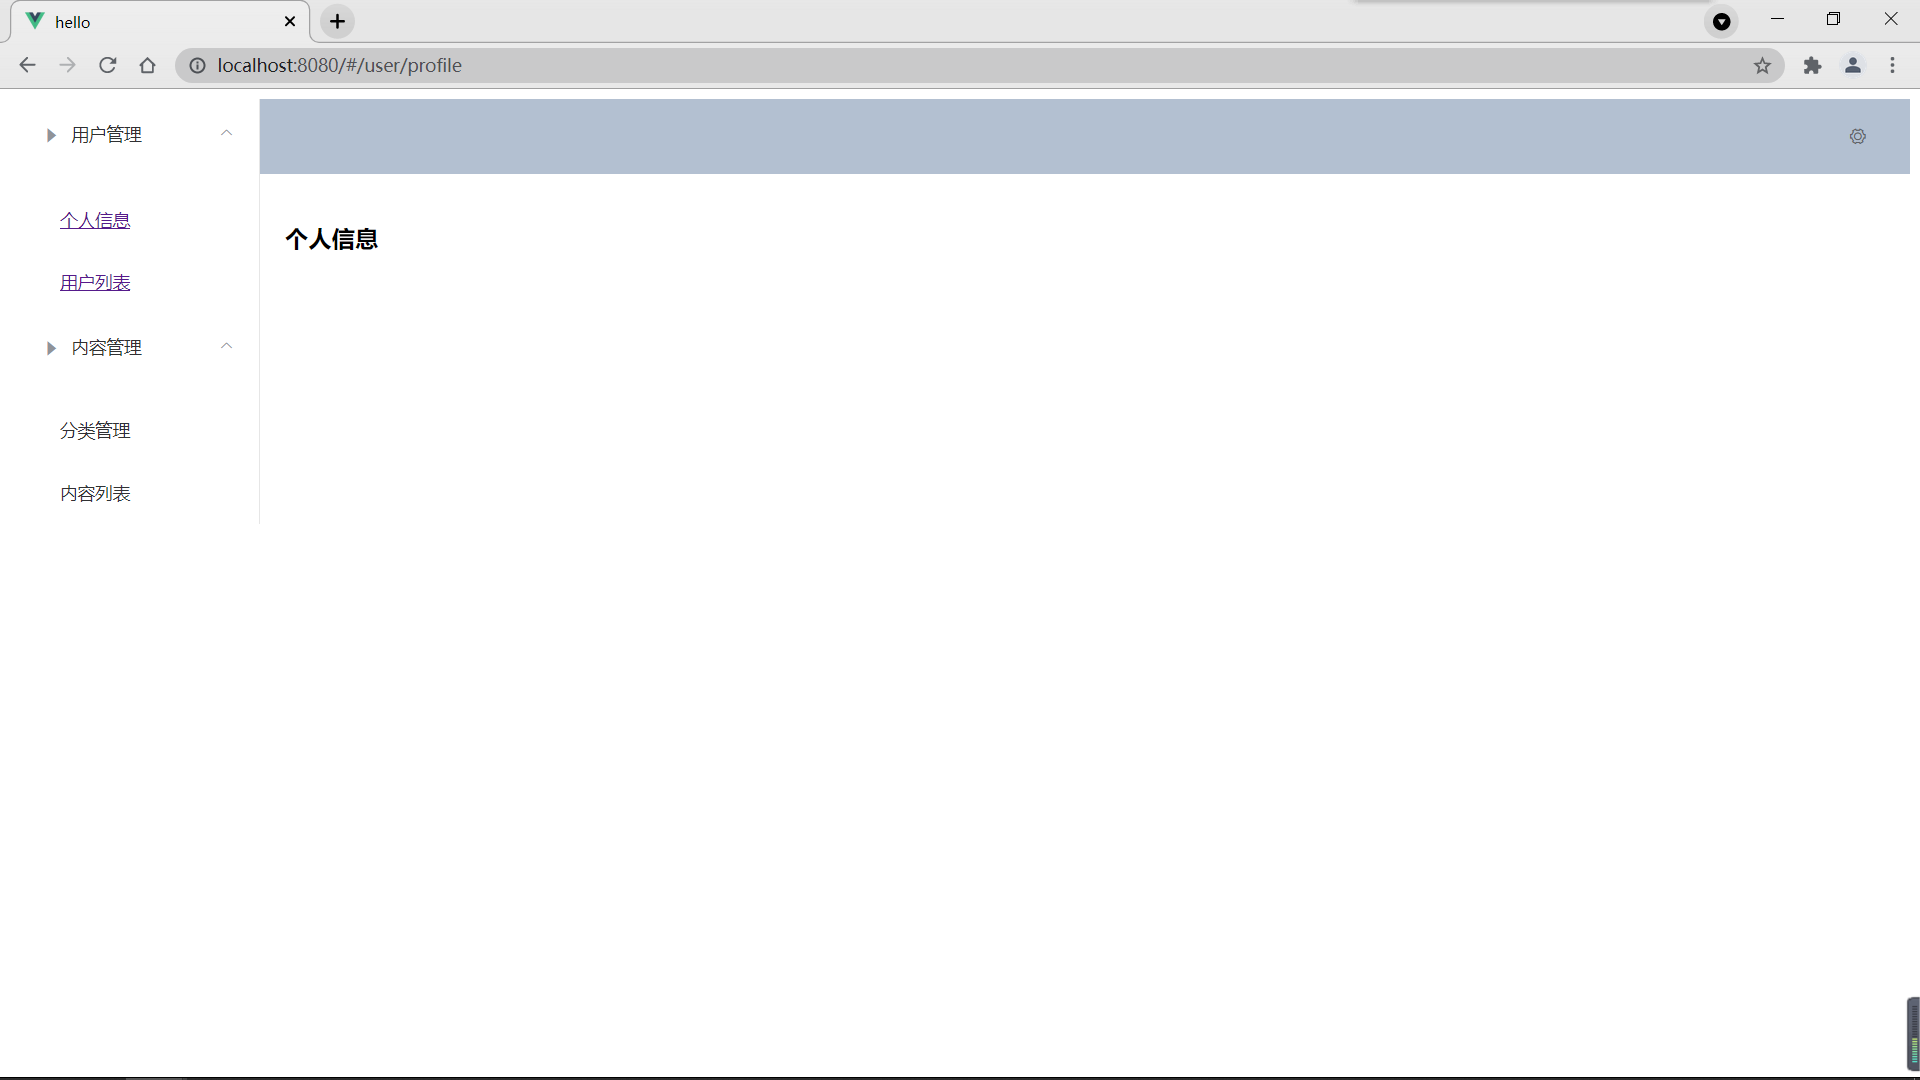 hello
localhost:8080/#/user/profile
用户管理
个人信息
用户列表
内容管理
分类管理
内容列表
个人信息